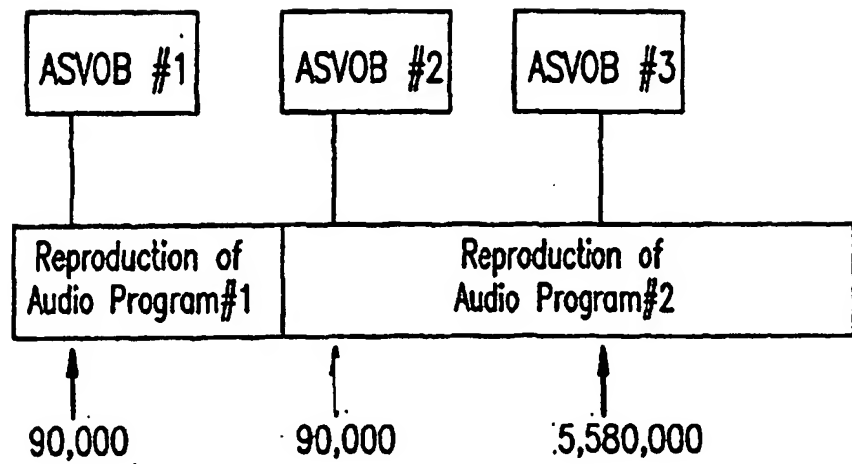 ASVOB #1
ASVOB #2
ASVOB #3
Reproduction of
Audio Program#1
Reproduction of
Audio Program#2
90,000
90,000
5,580,000